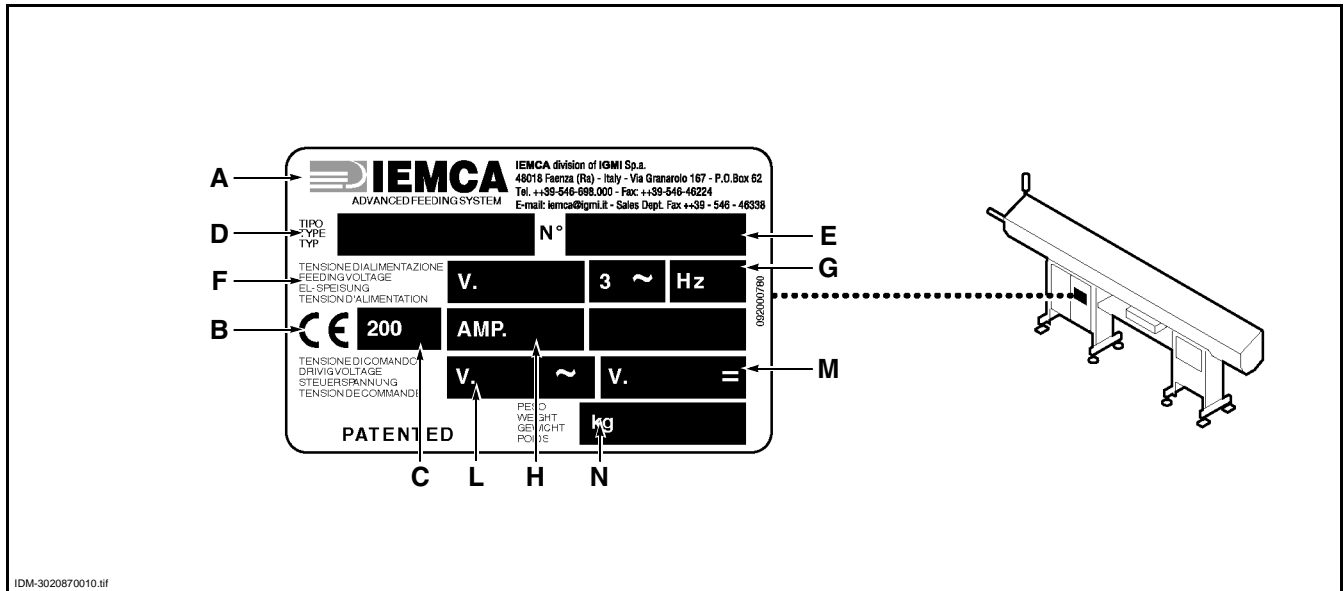 A
IEMCA
ADVANCED FEEDING SYSTEM
IEMCA division of IGMI Sp.a.
48018 Faenza (Ra) - Italy - Via Granarolo 167 - P.O.Box 62
Tel. ++39-546-698.000 - Fax: ++39-546-46224
E-mail: iemca@igmi.it - Sales Dept. Fax ++39 - 546 - 46338
D
TIPO
TYPE
TYP
N°
E
F
TENSIONE DI ALIMENTAZIONE
FEEDING VOLTAGE
EL-SPEISUNG
TENSION D'ALIMENTATION
V.
3 ~
Hz
G
092000780
B
CE
200
AMP.
TENSIONE DI COMANDO
DRIVIG VOLTAGE
STEUERSPANNUNG
TENSION DE COMMANDE
V. ~
V. =
M
PATENTED
PESO
WEIGHT
GEWICHT
POIDS
kg
C
L
H
N
IDM-3020870010.tif